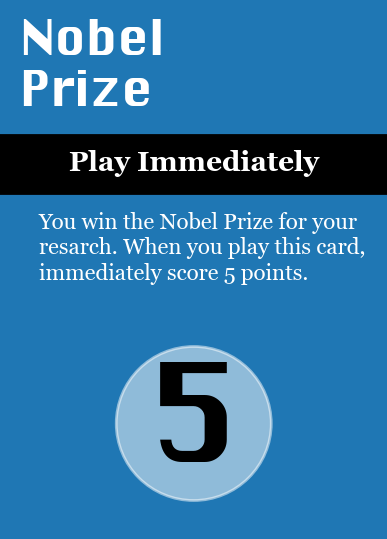 Nobel
Prize
Play Immediately
You win the Nobel Prize for your
resarch. When you play this card,
immediately score 5 points.
5